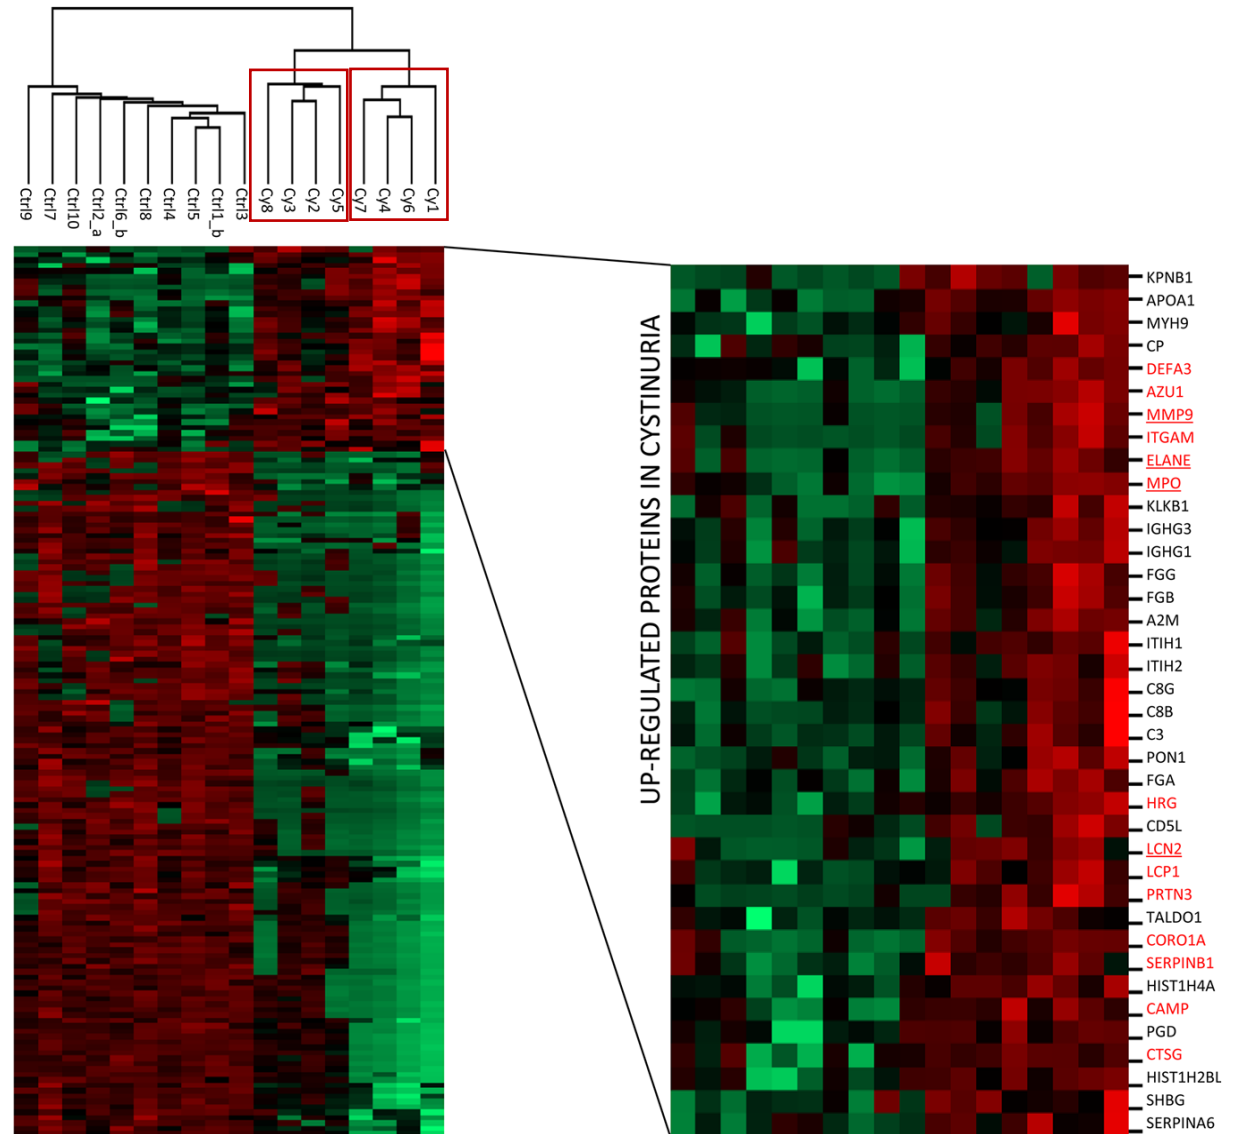 Ctrl9
Ctrl7
Ctrl10
Ctrl2_a
Ctrl6_b
Ctrl8
Ctrl4
Ctrl5
Ctrl1_b
Ctrl3
Cy8
Cy3
Cy2
Cy5
Cy7
Cy4
Cy6
Cy1
UP-REGULATED PROTEINS IN CYSTINURIA
KPNB1
APOA1
MYH9
CP
DEFA3
AZU1
MMP9
ITGAM
ELANE
MPO
KLKB1
IGHG3
IGHG1
FGG
FGB
A2M
ITIH1
ITIH2
C8G
C8B
C3
PON1
FGA
HRG
CD5L
LCN2
LCP1
PRTN3
TALDO1
CORO1A
SERPINB1
HIST1H4A
CAMP
PGD
CTSG
HIST1H2BL
SHBG
SERPINA6